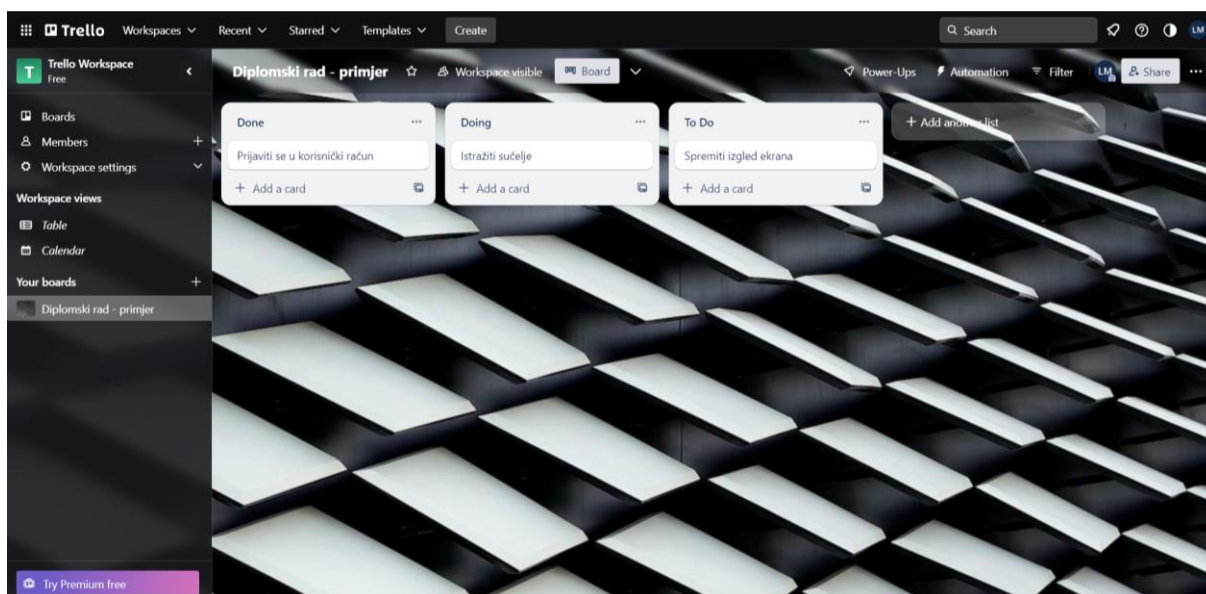 Trello Workspaces Recent Starred Templates Create Search LM
T Trello Workspace
Free
Diplomski rad - primjer Workspace visible Board Power-Ups Automation Filter LM Share
Boards
Members
Workspace settings
Workspace views
Table
Calendar
Your boards
Diplomski rad - primjer
Try Premium free
Done
Prijaviti se u korisnički račun
+ Add a card
Doing
Istražiti sučelje
+ Add a card
To Do
Spremiti izgled ekrana
+ Add a card
+ Add another list